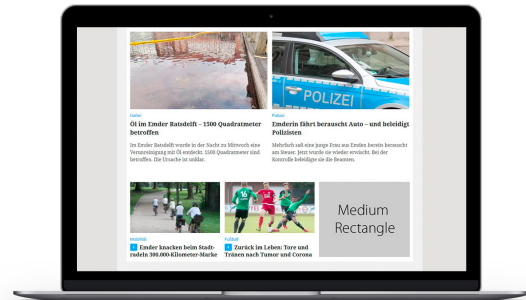 POLIZEI
Hafen
Öl im Emder Ratsdelft – 1500 Quadratmeter
betroffen
Im Emder Ratsdelft wurde in der Nacht zu Mittwoch eine
Verunreinigung mit Öl entdeckt. 1500 Quadratmeter sind
betroffen. Die Ursache ist unklar.
Polizei
Emderin fährt berauscht Auto – und beleidigt
Polizisten
Mehrfach saß eine junge Frau aus Emden bereits berauscht
am Steuer. Jetzt wurde sie wieder erwischt. Bei der
Kontrolle beleidigte sie die Beamten.
Mobilität
Emder knacken beim Stadt-
radeln 300.000-Kilometer-Marke
Fußball
Zurück im Leben: Tore und
Tränen nach Tumor und Corona
Medium
Rectangle